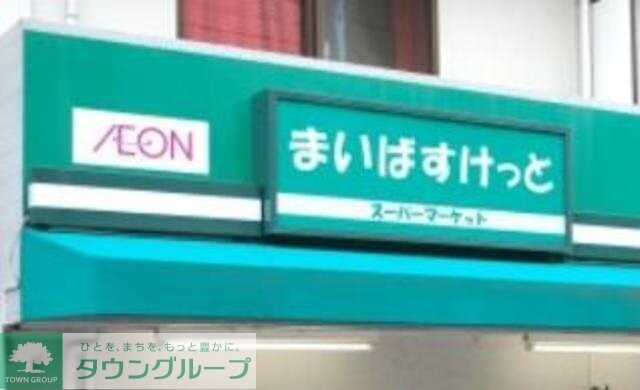 ÆON
まいばすけっと
スーパーマーケット
ひとを、まちを、もっと豊かに。
タウングループ
TOWN GROUP